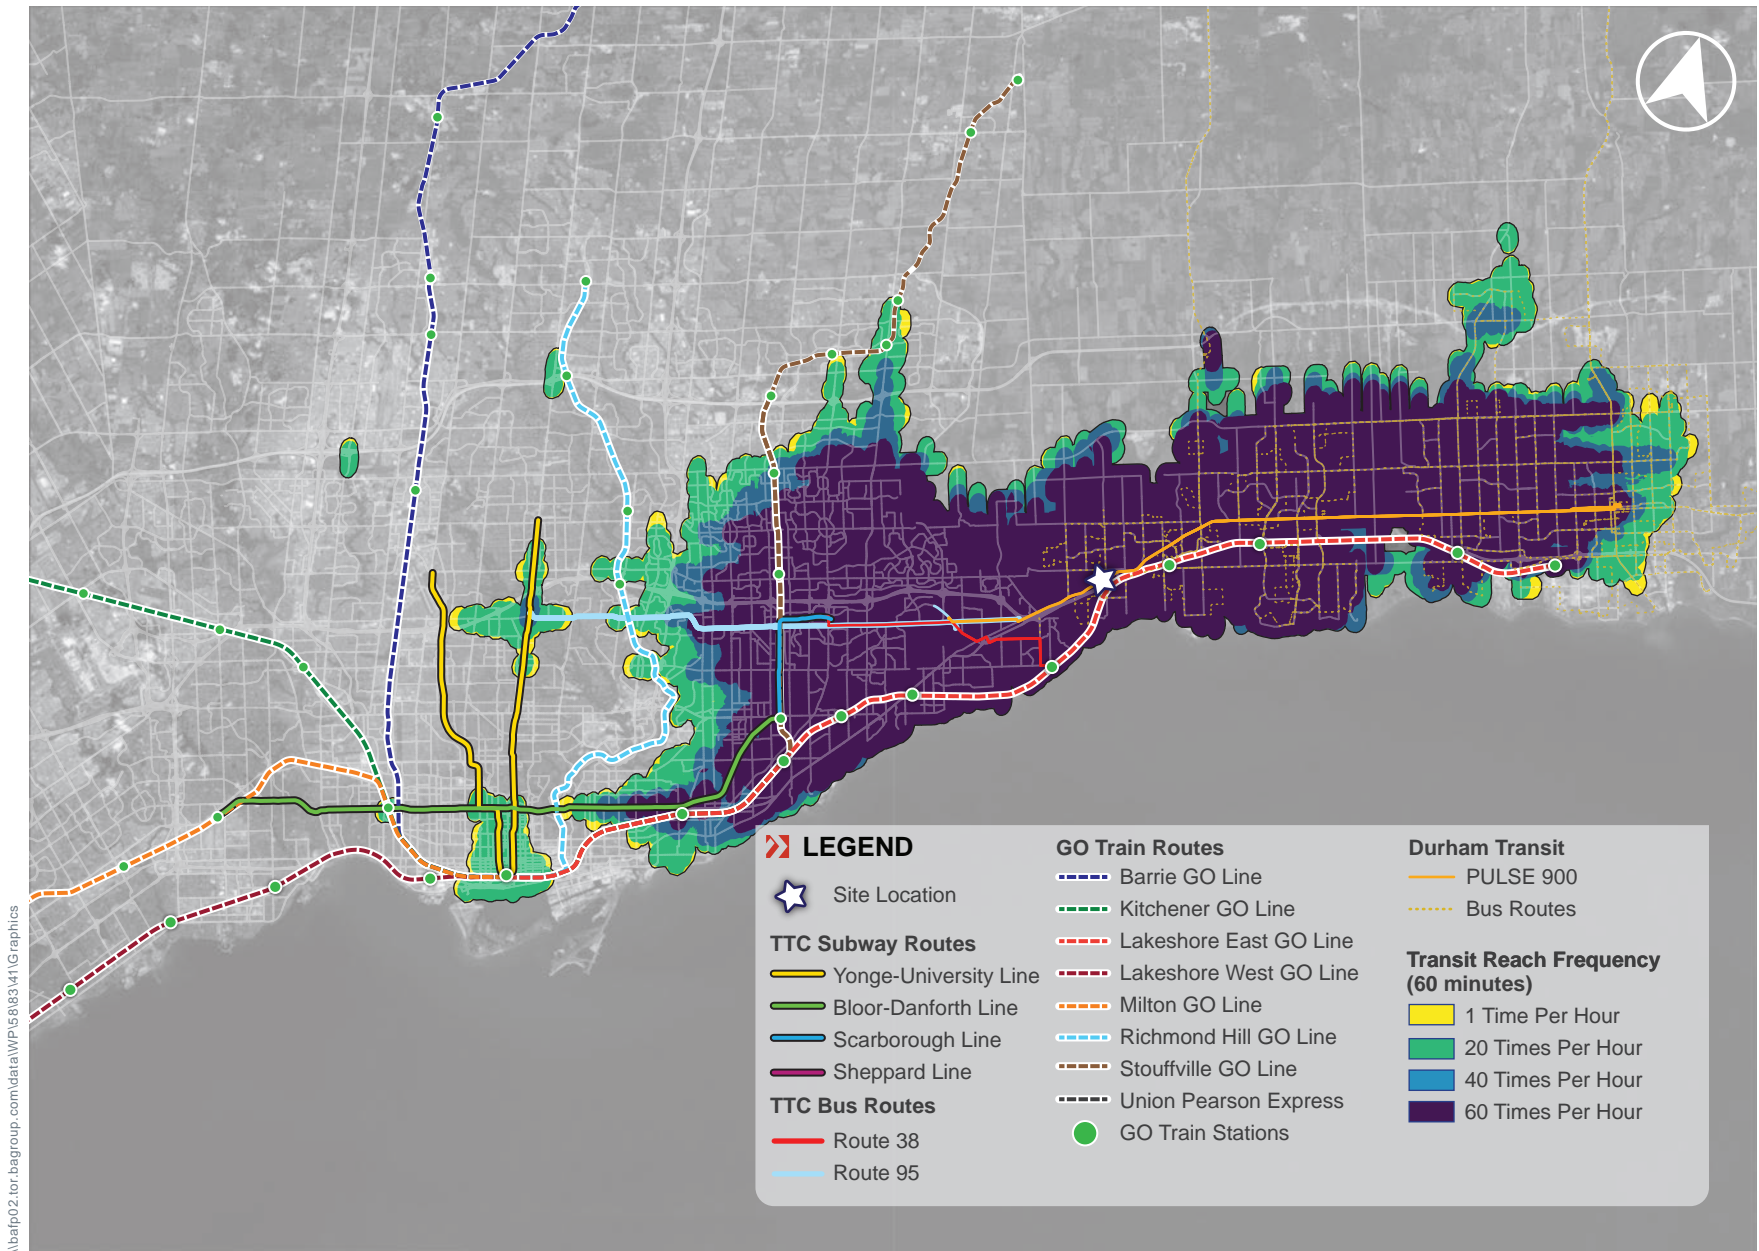 LEGEND
Site Location
TTC Subway Routes
Yonge-University Line
Bloor-Danforth Line
Scarborough Line
Sheppard Line
TTC Bus Routes
Route 38
Route 95
GO Train Routes
Barrie GO Line
Kitchener GO Line
Lakeshore East GO Line
Lakeshore West GO Line
Milton GO Line
Richmond Hill GO Line
Stouffville GO Line
Union Pearson Express
GO Train Stations
Durham Transit
PULSE 900
Bus Routes
Transit Reach Frequency
(60 minutes)
1 Time Per Hour
20 Times Per Hour
40 Times Per Hour
60 Times Per Hour
\\bafp02.tor.bagroup.com\data\WP\58\83\41\Graphics